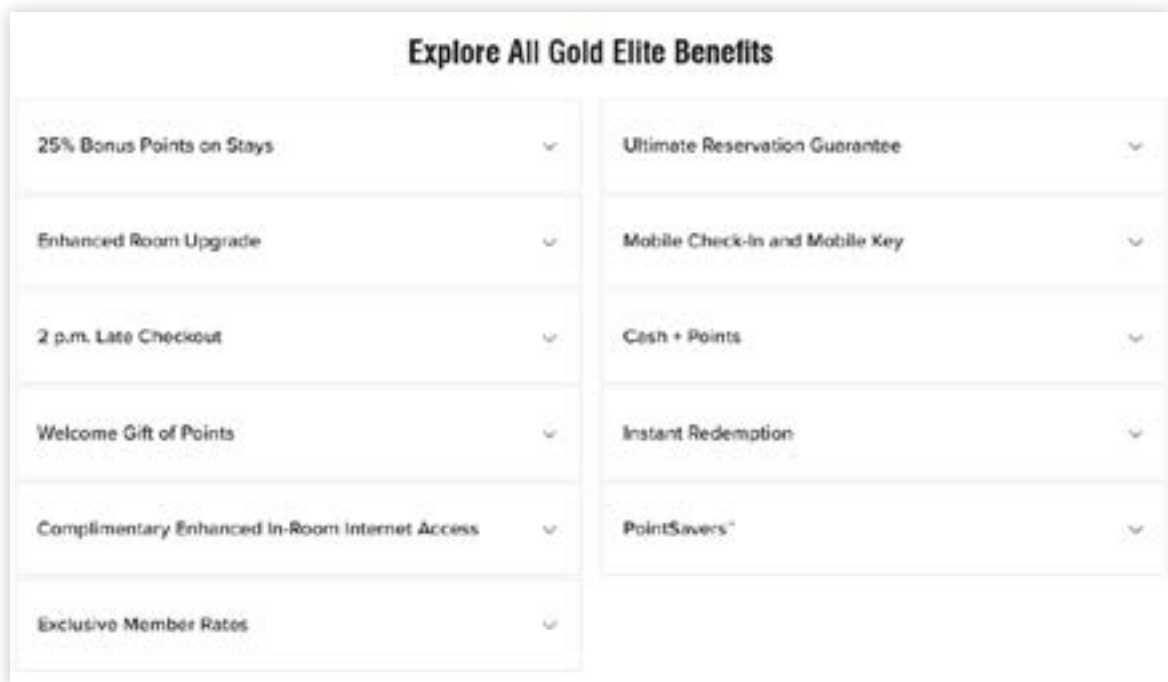 Explore All Gold Elite Benefits
25% Bonus Points on Stays
Enhanced Room Upgrade
2 p.m. Late Checkout
Welcome Gift of Points
Complimentary Enhanced In-Room Internet Access
Exclusive Member Rates
Ultimate Reservation Guarantee
Mobile Check-In and Mobile Key
Cash + Points
Instant Redemption
PointSavers™